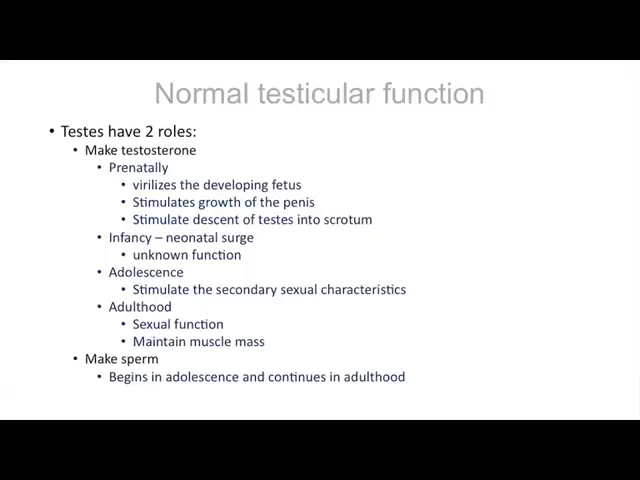 Normal testicular function
• Testes have 2 roles:
• Make testosterone
• Prenatally
• virilizes the developing fetus
• Stimulates growth of the penis
• Stimulate descent of testes into scrotum
• Infancy – neonatal surge
• unknown function
• Adolescence
• Stimulate the secondary sexual characteristics
• Adulthood
• Sexual function
• Maintain muscle mass
• Make sperm
• Begins in adolescence and continues in adulthood